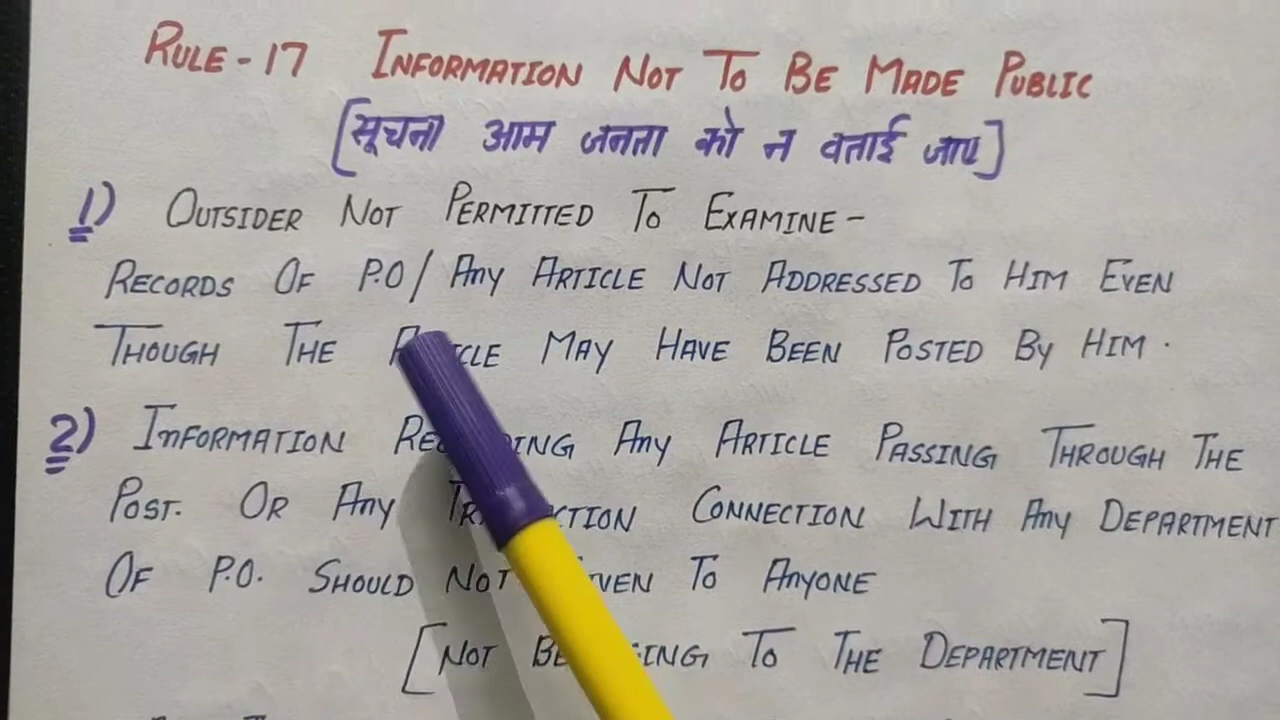 RULE-17 INFORMATION NOT TO BE MADE PUBLIC
[सूचना आम जनता को न बताई जाए]
1) OUTSIDER NOT PERMITTED TO EXAMINE-
RECORDS OF P.O/ Any ARTICLE NOT ADDRESSED TO HIM EVEN
THOUGH THE MAY HAVE BEEN POSTED By HIM.
2) INFORMATION Any ARTICLE PASSING THROUGH THE
POST. OR Any CONNECTION WITH Any DEPARTMENT
OF P.O. SHOULD NOT TO AnyONE
[NOT TO THE DEPARTMENT]